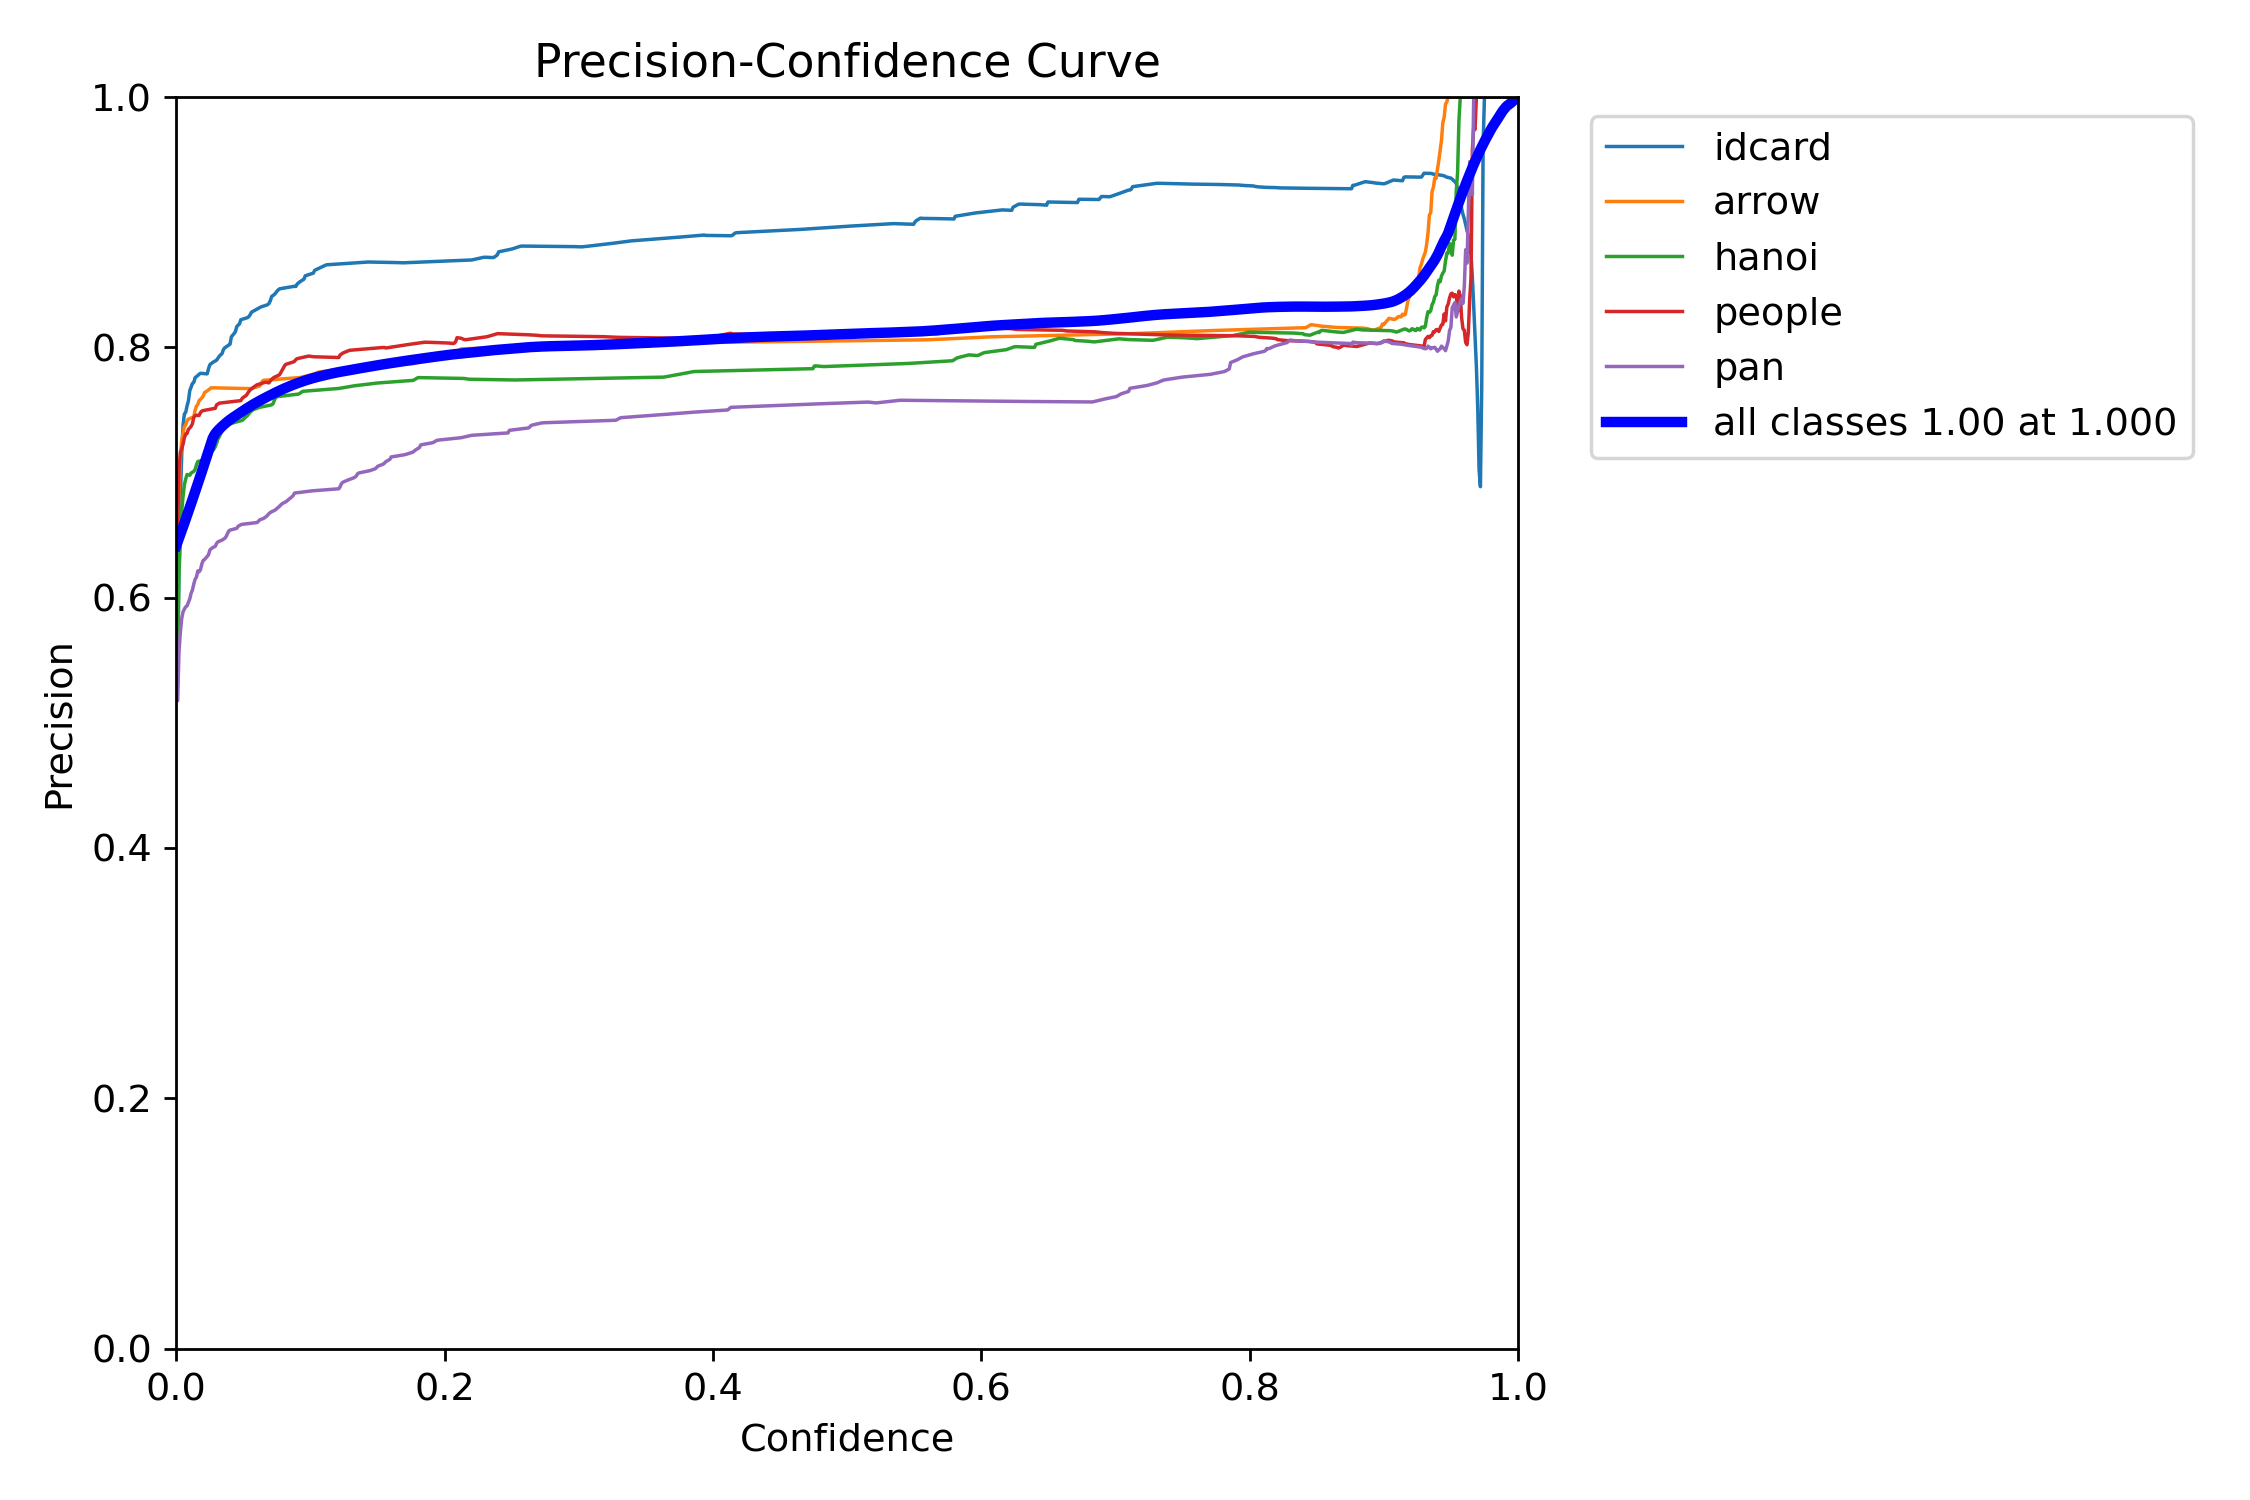 Precision-Confidence Curve
1.0
0.8
0.6
0.4
0.2
0.0
Precision
0.0 0.2 0.4 0.6 0.8 1.0
Confidence
idcard
arrow
hanoi
people
pan
all classes 1.00 at 1.000